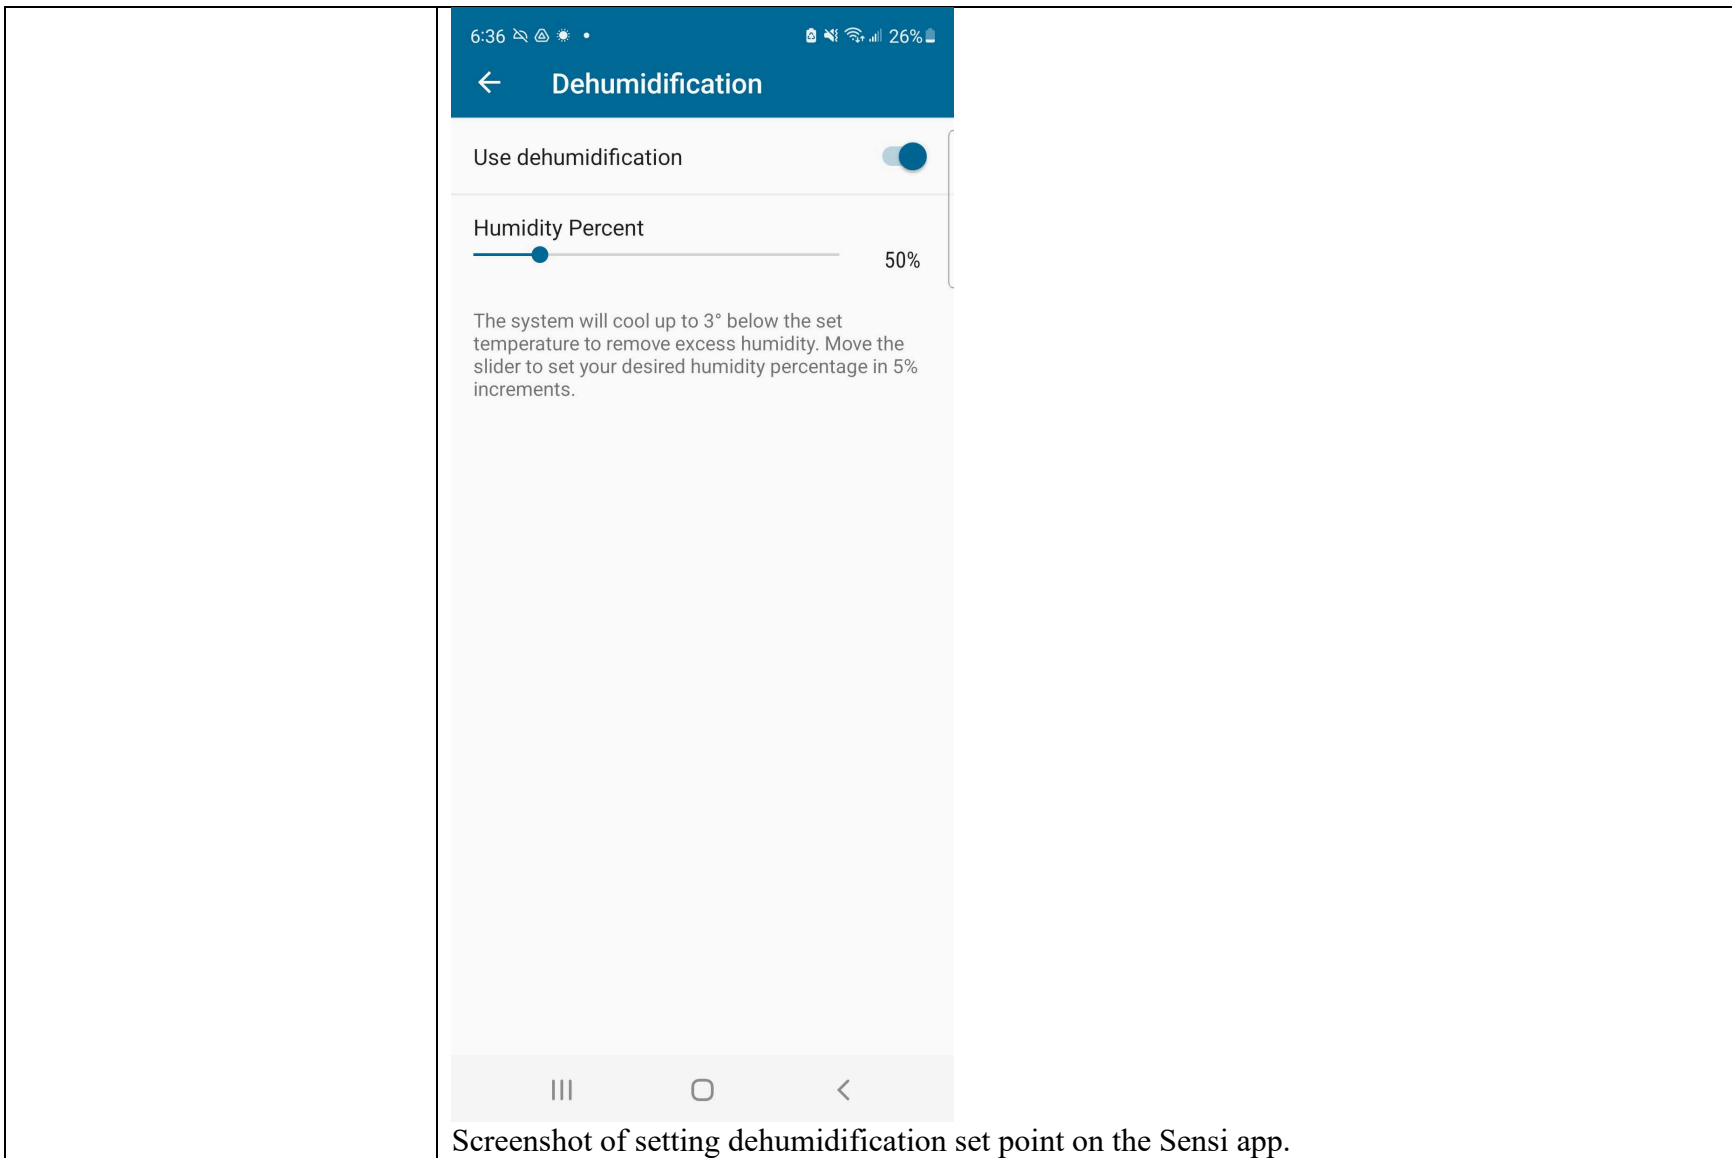 6:36
26%
Dehumidification
Use dehumidification
Humidity Percent
50%
The system will cool up to 3° below the set
temperature to remove excess humidity. Move the
slider to set your desired humidity percentage in 5%
increments.
Screenshot of setting dehumidification set point on the Sensi app.